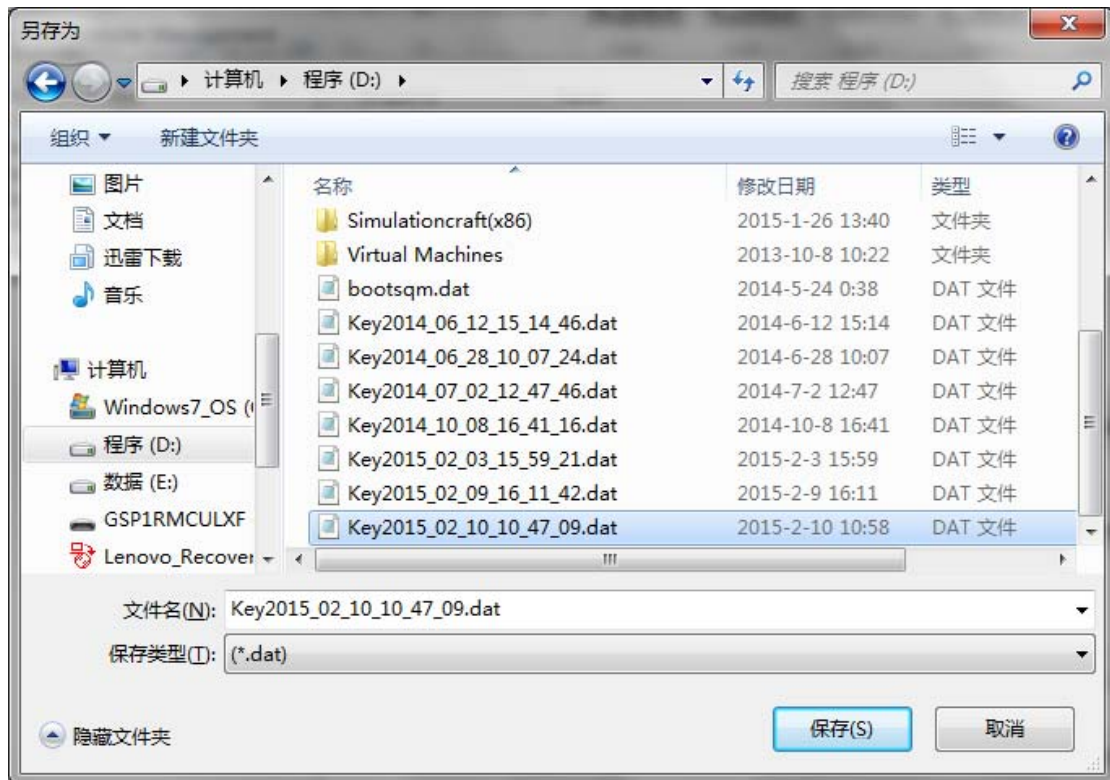 另存为
计算机 程序 (D:)
搜索 程序 (D:)
组织 新建文件夹
图片
文档
迅雷下载
音乐
计算机
Windows7_OS (
程序 (D:)
数据 (E:)
GSP1RMCULXF
Lenovo_Recover
名称 修改日期 类型
Simulationcraft(x86) 2015-1-26 13:40 文件夹
Virtual Machines 2013-10-8 10:22 文件夹
bootsqm.dat 2014-5-24 0:38 DAT 文件
Key2014_06_12_15_14_46.dat 2014-6-12 15:14 DAT 文件
Key2014_06_28_10_07_24.dat 2014-6-28 10:07 DAT 文件
Key2014_07_02_12_47_46.dat 2014-7-2 12:47 DAT 文件
Key2014_10_08_16_41_16.dat 2014-10-8 16:41 DAT 文件
Key2015_02_03_15_59_21.dat 2015-2-3 15:59 DAT 文件
Key2015_02_09_16_11_42.dat 2015-2-9 16:11 DAT 文件
Key2015_02_10_10_47_09.dat 2015-2-10 10:58 DAT 文件
文件名(N): Key2015_02_10_10_47_09.dat
保存类型(T): (*.dat)
隐藏文件夹 保存(S) 取消